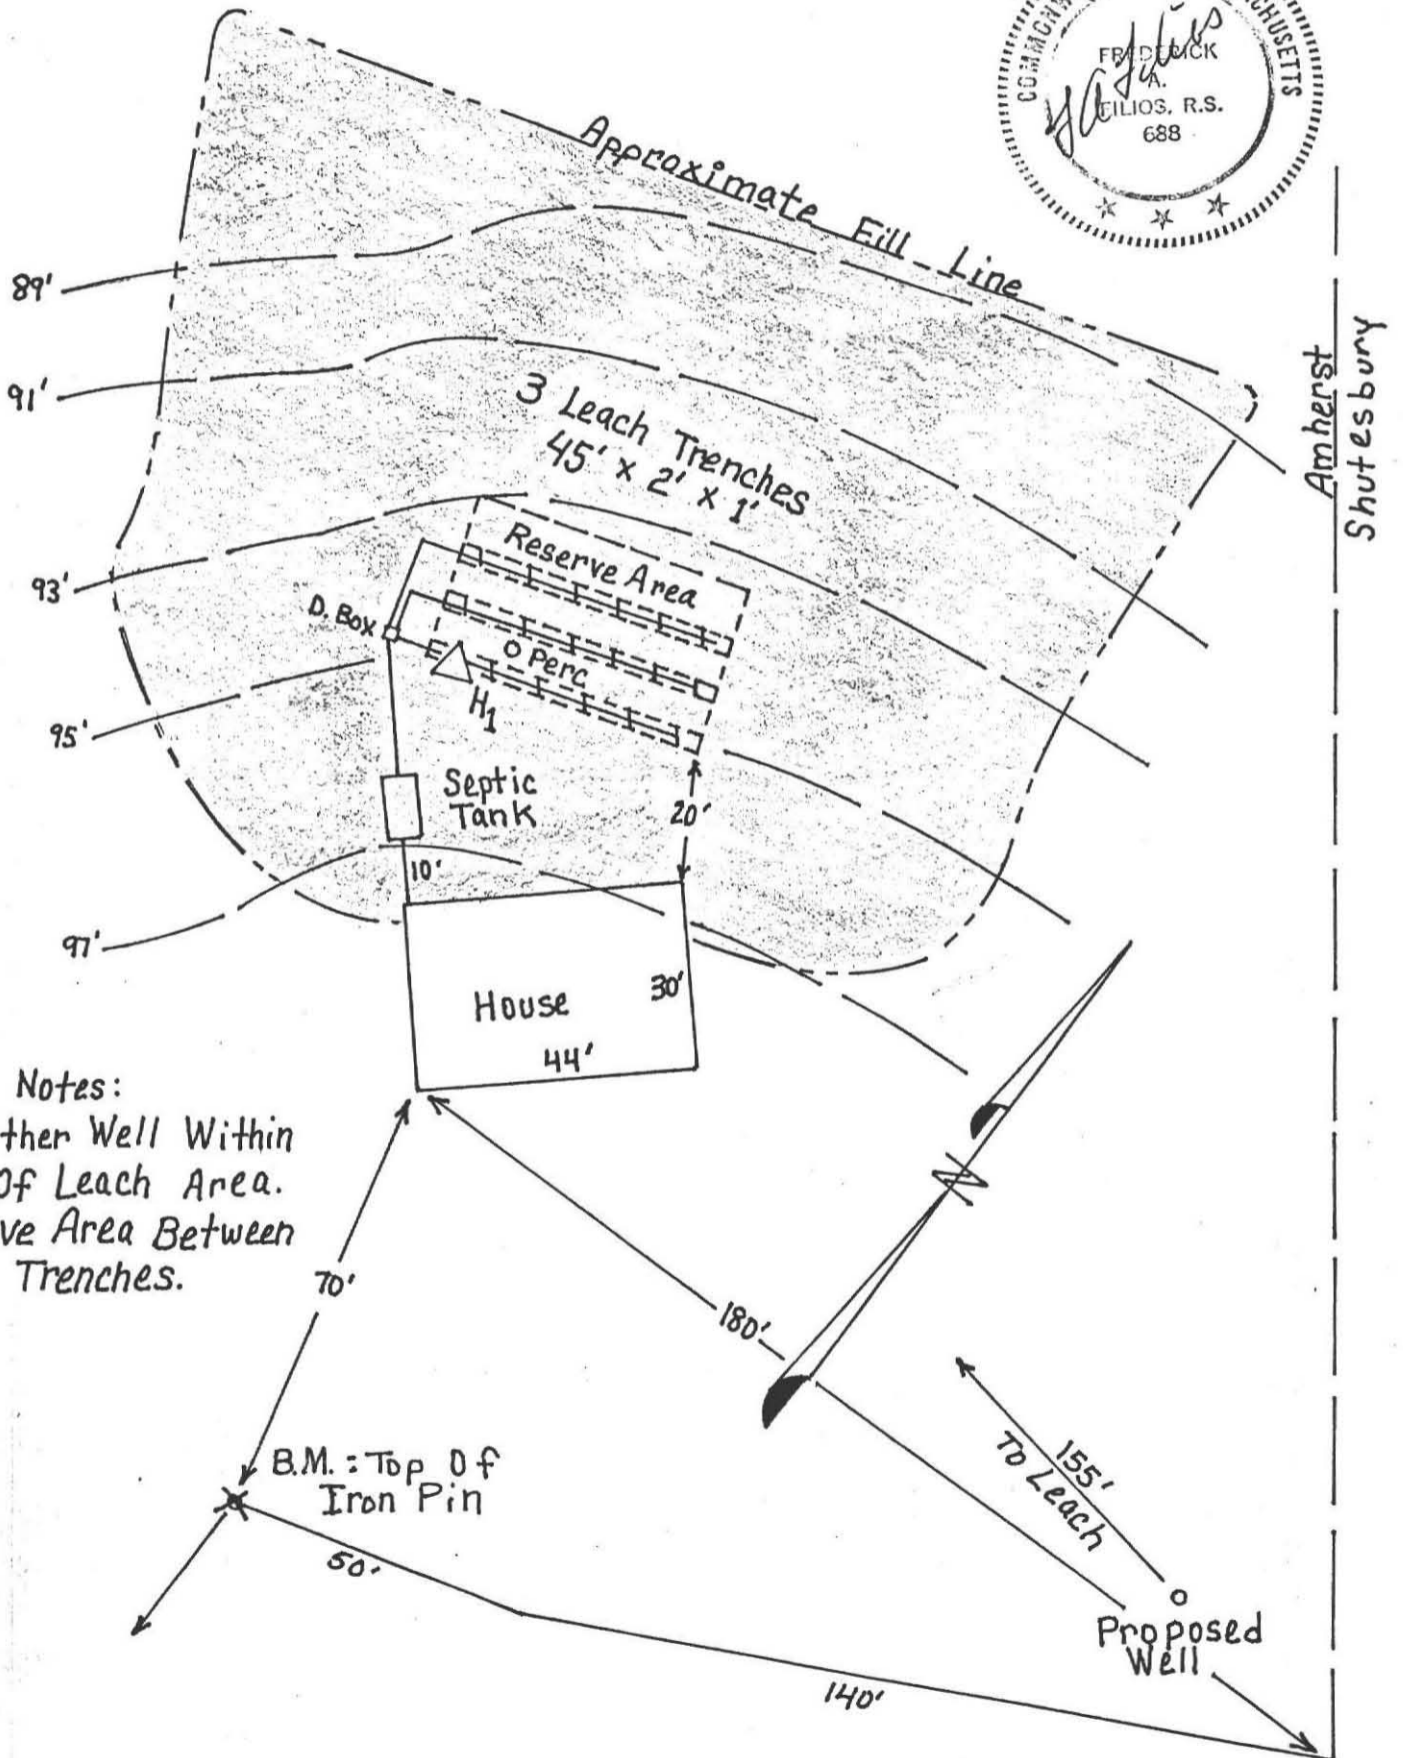 COMMONW
CHUSETTS
FREDERICK
A.
FILIOS, R.S.
688
Approximate Fill Line
89'
91'
93'
95'
97'
3 Leach Trenches
45' x 2' x 1'
Reserve Area
D. Box
Perc
H1
Septic
Tank
20'
10'
House
30'
44'
Amherst
Shutesbury
Notes:
ther Well Within
Of Leach Area.
ve Area Between
Trenches.
70'
180'
N
B.M.: Top Of
Iron Pin
155'
To Leach
50'
Proposed
Well
140'